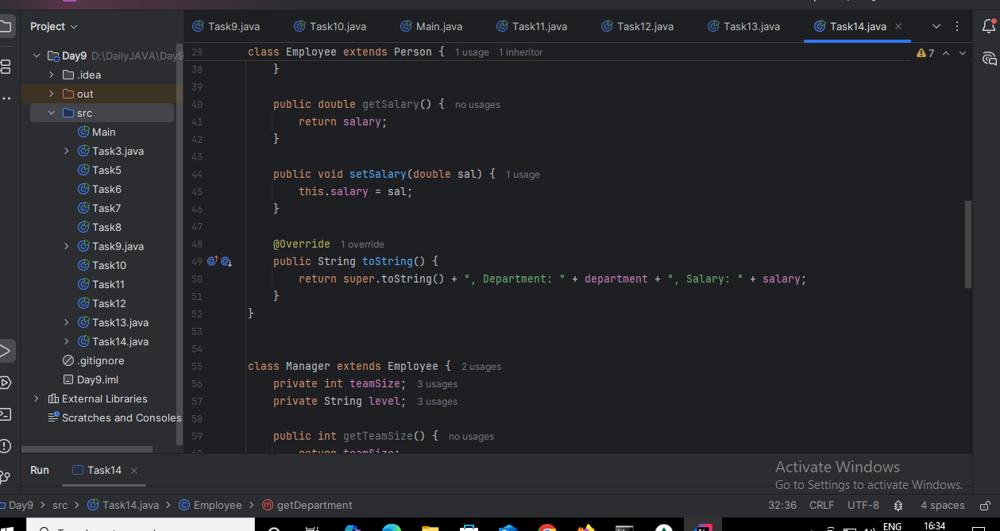 Project
Task9.java Task10.java Main.java Task11.java Task12.java Task13.java Task14.java
Day9 D:\DailyJAVA\Day9
.idea
out
src
Main
Task3.java
Task5
Task6
Task7
Task8
Task9.java
Task10
Task11
Task12
Task13.java
Task14.java
.gitignore
Day9.iml
External Libraries
Scratches and Consoles
7
28 class Employee extends Person { 1 usage 1 inheritor
38 }
39
40 public double getSalary() { no usages
41 return salary;
42 }
43
44 public void setSalary(double sal) { 1 usage
45 this.salary = sal;
46 }
47
48 @Override 1 override
49 public String toString() {
50 return super.toString() + ", Department: " + department + ", Salary: " + salary;
51 }
52 }
53
54
55 class Manager extends Employee { 2 usages
56 private int teamSize; 3 usages
57 private String level; 3 usages
58
59 public int getTeamSize() { no usages
60 return teamSize;
Run Task14
Activate Windows
Go to Settings to activate Windows.
Day9 src Task14.java Employee getDepartment 32:36 CRLF UTF-8 4 spaces
ENG
16:34